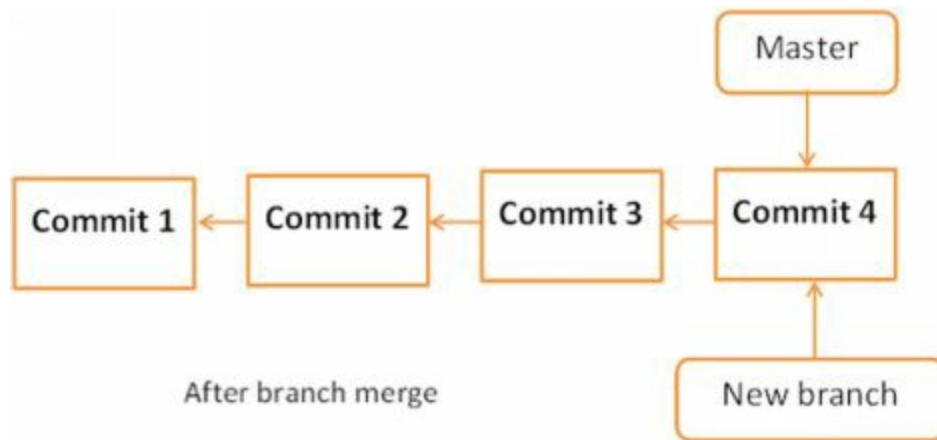 Master
Commit 1
Commit 2
Commit 3
Commit 4
After branch merge
New branch